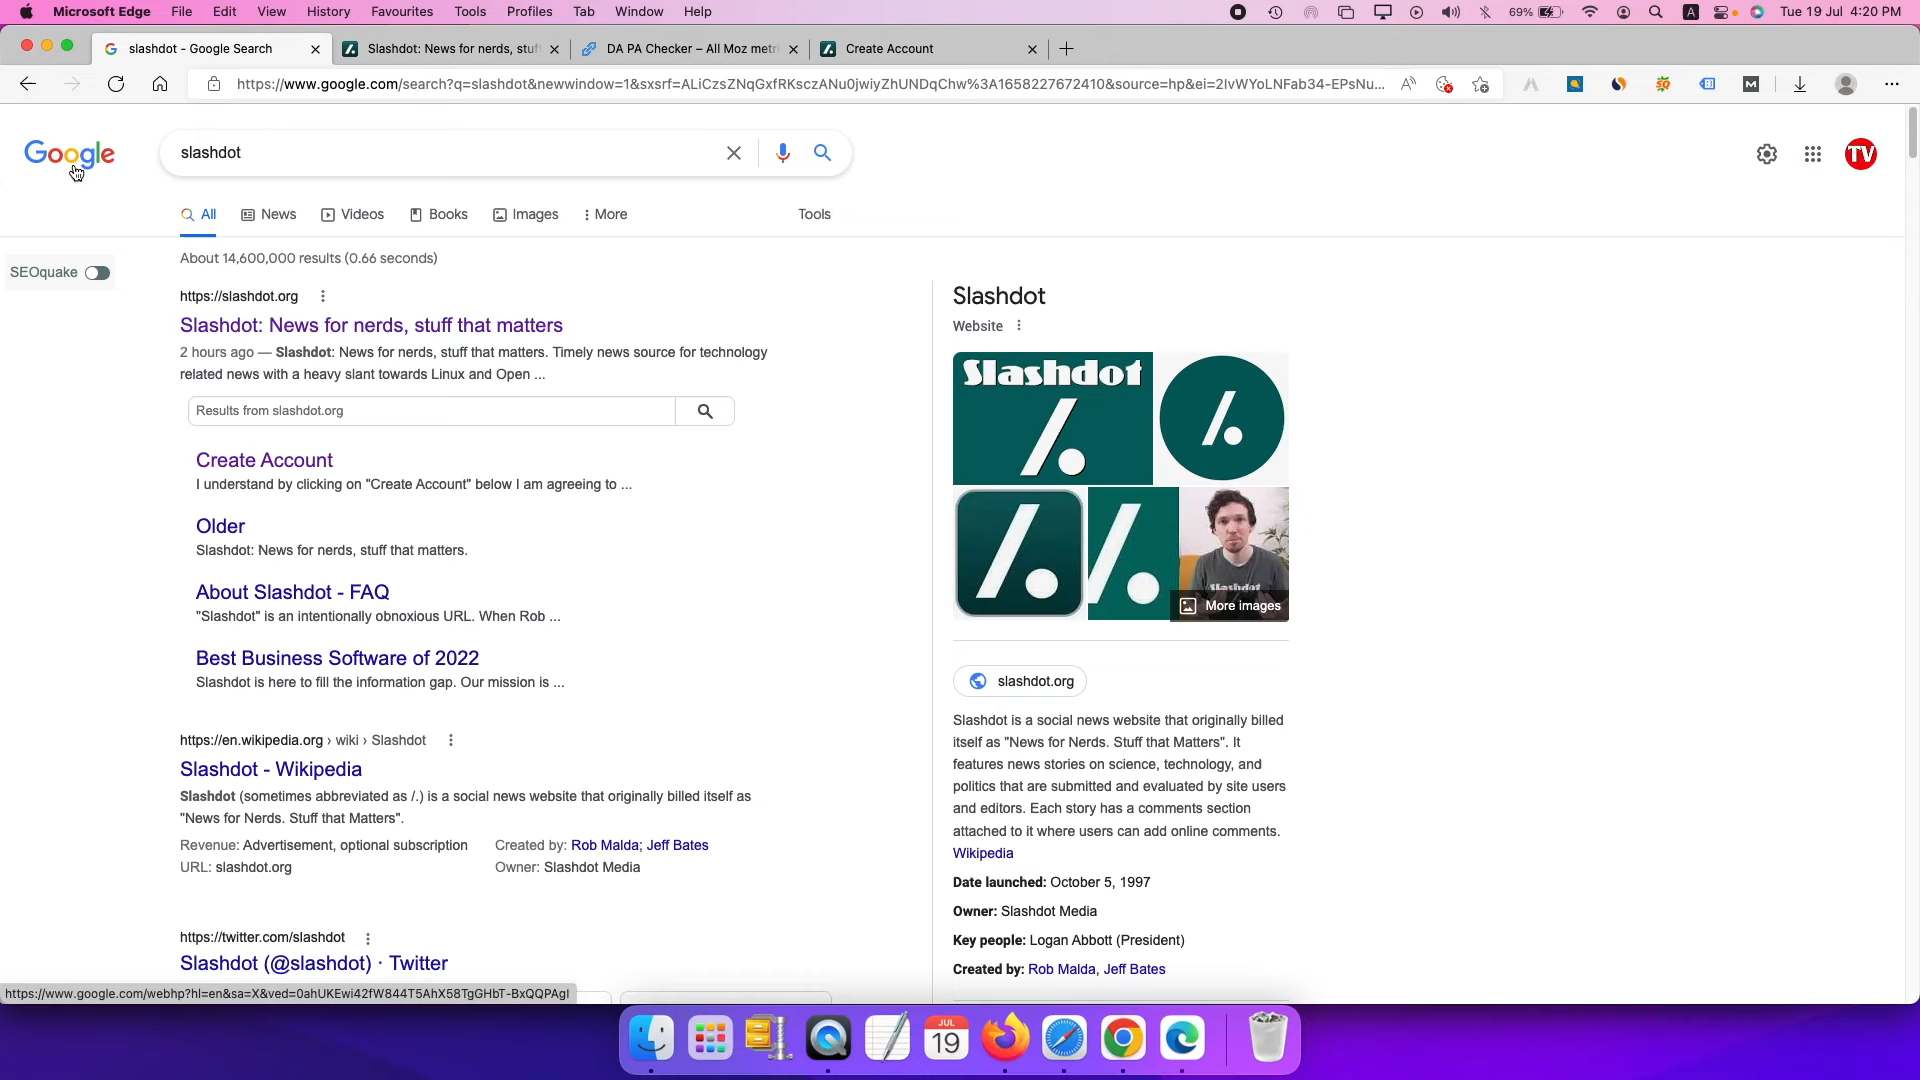 Microsoft Edge File Edit View History Favourites Tools Profiles Tab Window Help 69% A Tue 19 Jul 4:20 PM
slashdot - Google Search Slashdot: News for nerds, stuf DA PA Checker – All Moz metri Create Account
https://www.google.com/search?q=slashdot&newwindow=1&sxsrf=ALiCzsZNqGxfRKsczANu0jwiyZhUNDqChw%3A1658227672410&source=hp&ei=2IvWYoLNFab34-EPsNu... A M
Google slashdot TV
All News Videos Books Images More Tools
About 14,600,000 results (0.66 seconds)
SEOquake
https://slashdot.org
Slashdot: News for nerds, stuff that matters
2 hours ago — Slashdot: News for nerds, stuff that matters. Timely news source for technology
related news with a heavy slant towards Linux and Open ...
Results from slashdot.org
Create Account
I understand by clicking on "Create Account" below I am agreeing to ...
Older
Slashdot: News for nerds, stuff that matters.
About Slashdot - FAQ
"Slashdot" is an intentionally obnoxious URL. When Rob ...
Best Business Software of 2022
Slashdot is here to fill the information gap. Our mission is ...
https://en.wikipedia.org › wiki › Slashdot
Slashdot - Wikipedia
Slashdot (sometimes abbreviated as /.) is a social news website that originally billed itself as
"News for Nerds. Stuff that Matters".
Revenue: Advertisement, optional subscription Created by: Rob Malda; Jeff Bates
URL: slashdot.org Owner: Slashdot Media
https://twitter.com/slashdot
Slashdot (@slashdot) · Twitter
https://www.google.com/webhp?hl=en&sa=X&ved=0ahUKEwi42fW844T5AhX58TgGHbT-BxQQPAgI
Slashdot
Website
Slashdot
/.
/.
/.
/.
Slashdot
More images
slashdot.org
Slashdot is a social news website that originally billed
itself as "News for Nerds. Stuff that Matters". It
features news stories on science, technology, and
politics that are submitted and evaluated by site users
and editors. Each story has a comments section
attached to it where users can add online comments.
Wikipedia
Date launched: October 5, 1997
Owner: Slashdot Media
Key people: Logan Abbott (President)
Created by: Rob Malda, Jeff Bates
JUL
19